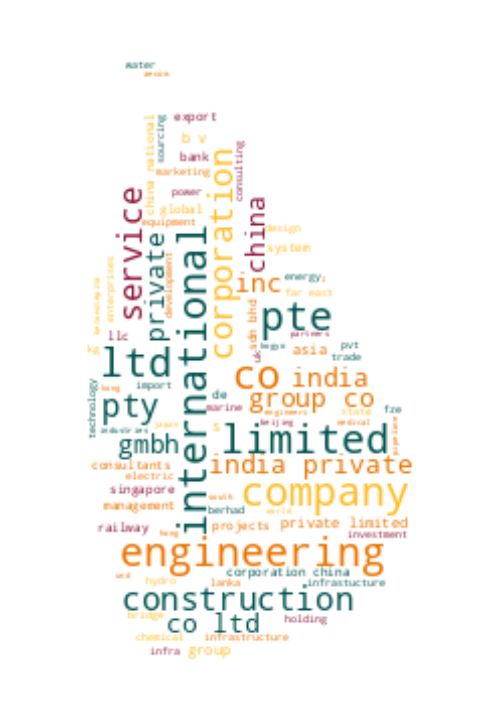 water
export
sourcing
china national
b v
bank
consulting
marketing
power
service
global
equipment
corporation
china
private
international
design
system
development
enterprises
inc
energy
far east
pte
sdn bhd
partners
llc
uk
asia
pvt
trade
ltd
co
india
technology
import
de
group co
pty
marine
engineers
state
fze
industries
japan
s
beijing
medical
gmbh
limited
consultants
india private
electric
singapore
south
company
management
berhad
world
railway
hong
projects
private limited
investment
engineering
corporation china
hydro
lanka
infrastucture
construction
bridge
co ltd
holding
chemical
infrastructure
infra
group